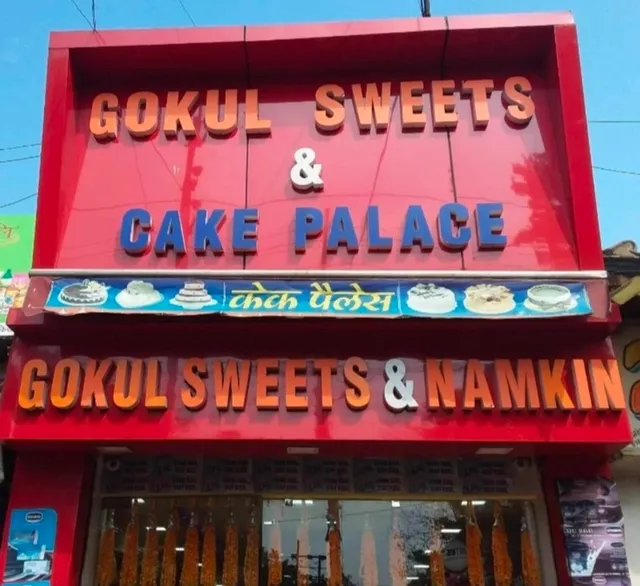 GOKUL SWEETS
&
CAKE PALACE
केक पैलेस
GOKUL SWEETS & NAMKIN